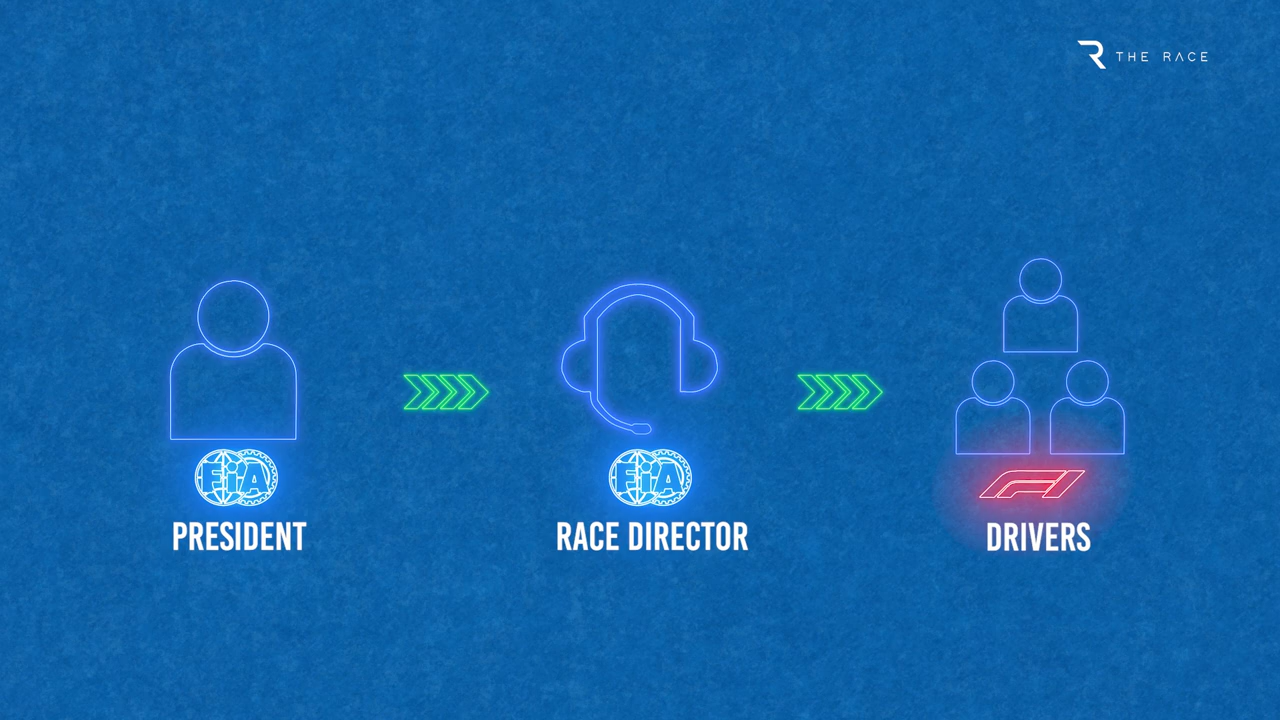 THE RACE
FiA
FiA
F1
PRESIDENT
RACE DIRECTOR
DRIVERS